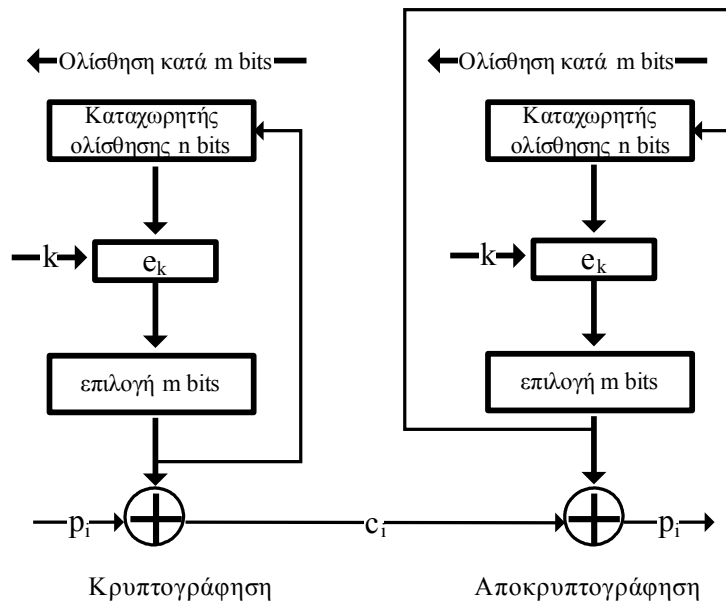 Ολίσθηση κατά m bits
Καταχωρητής
ολίσθησης n bits
k
e_k
επιλογή m bits
p_i
Κρυπτογράφηση
c_i
Ολίσθηση κατά m bits
Καταχωρητής
ολίσθησης n bits
k
e_k
επιλογή m bits
p_i
Αποκρυπτογράφηση